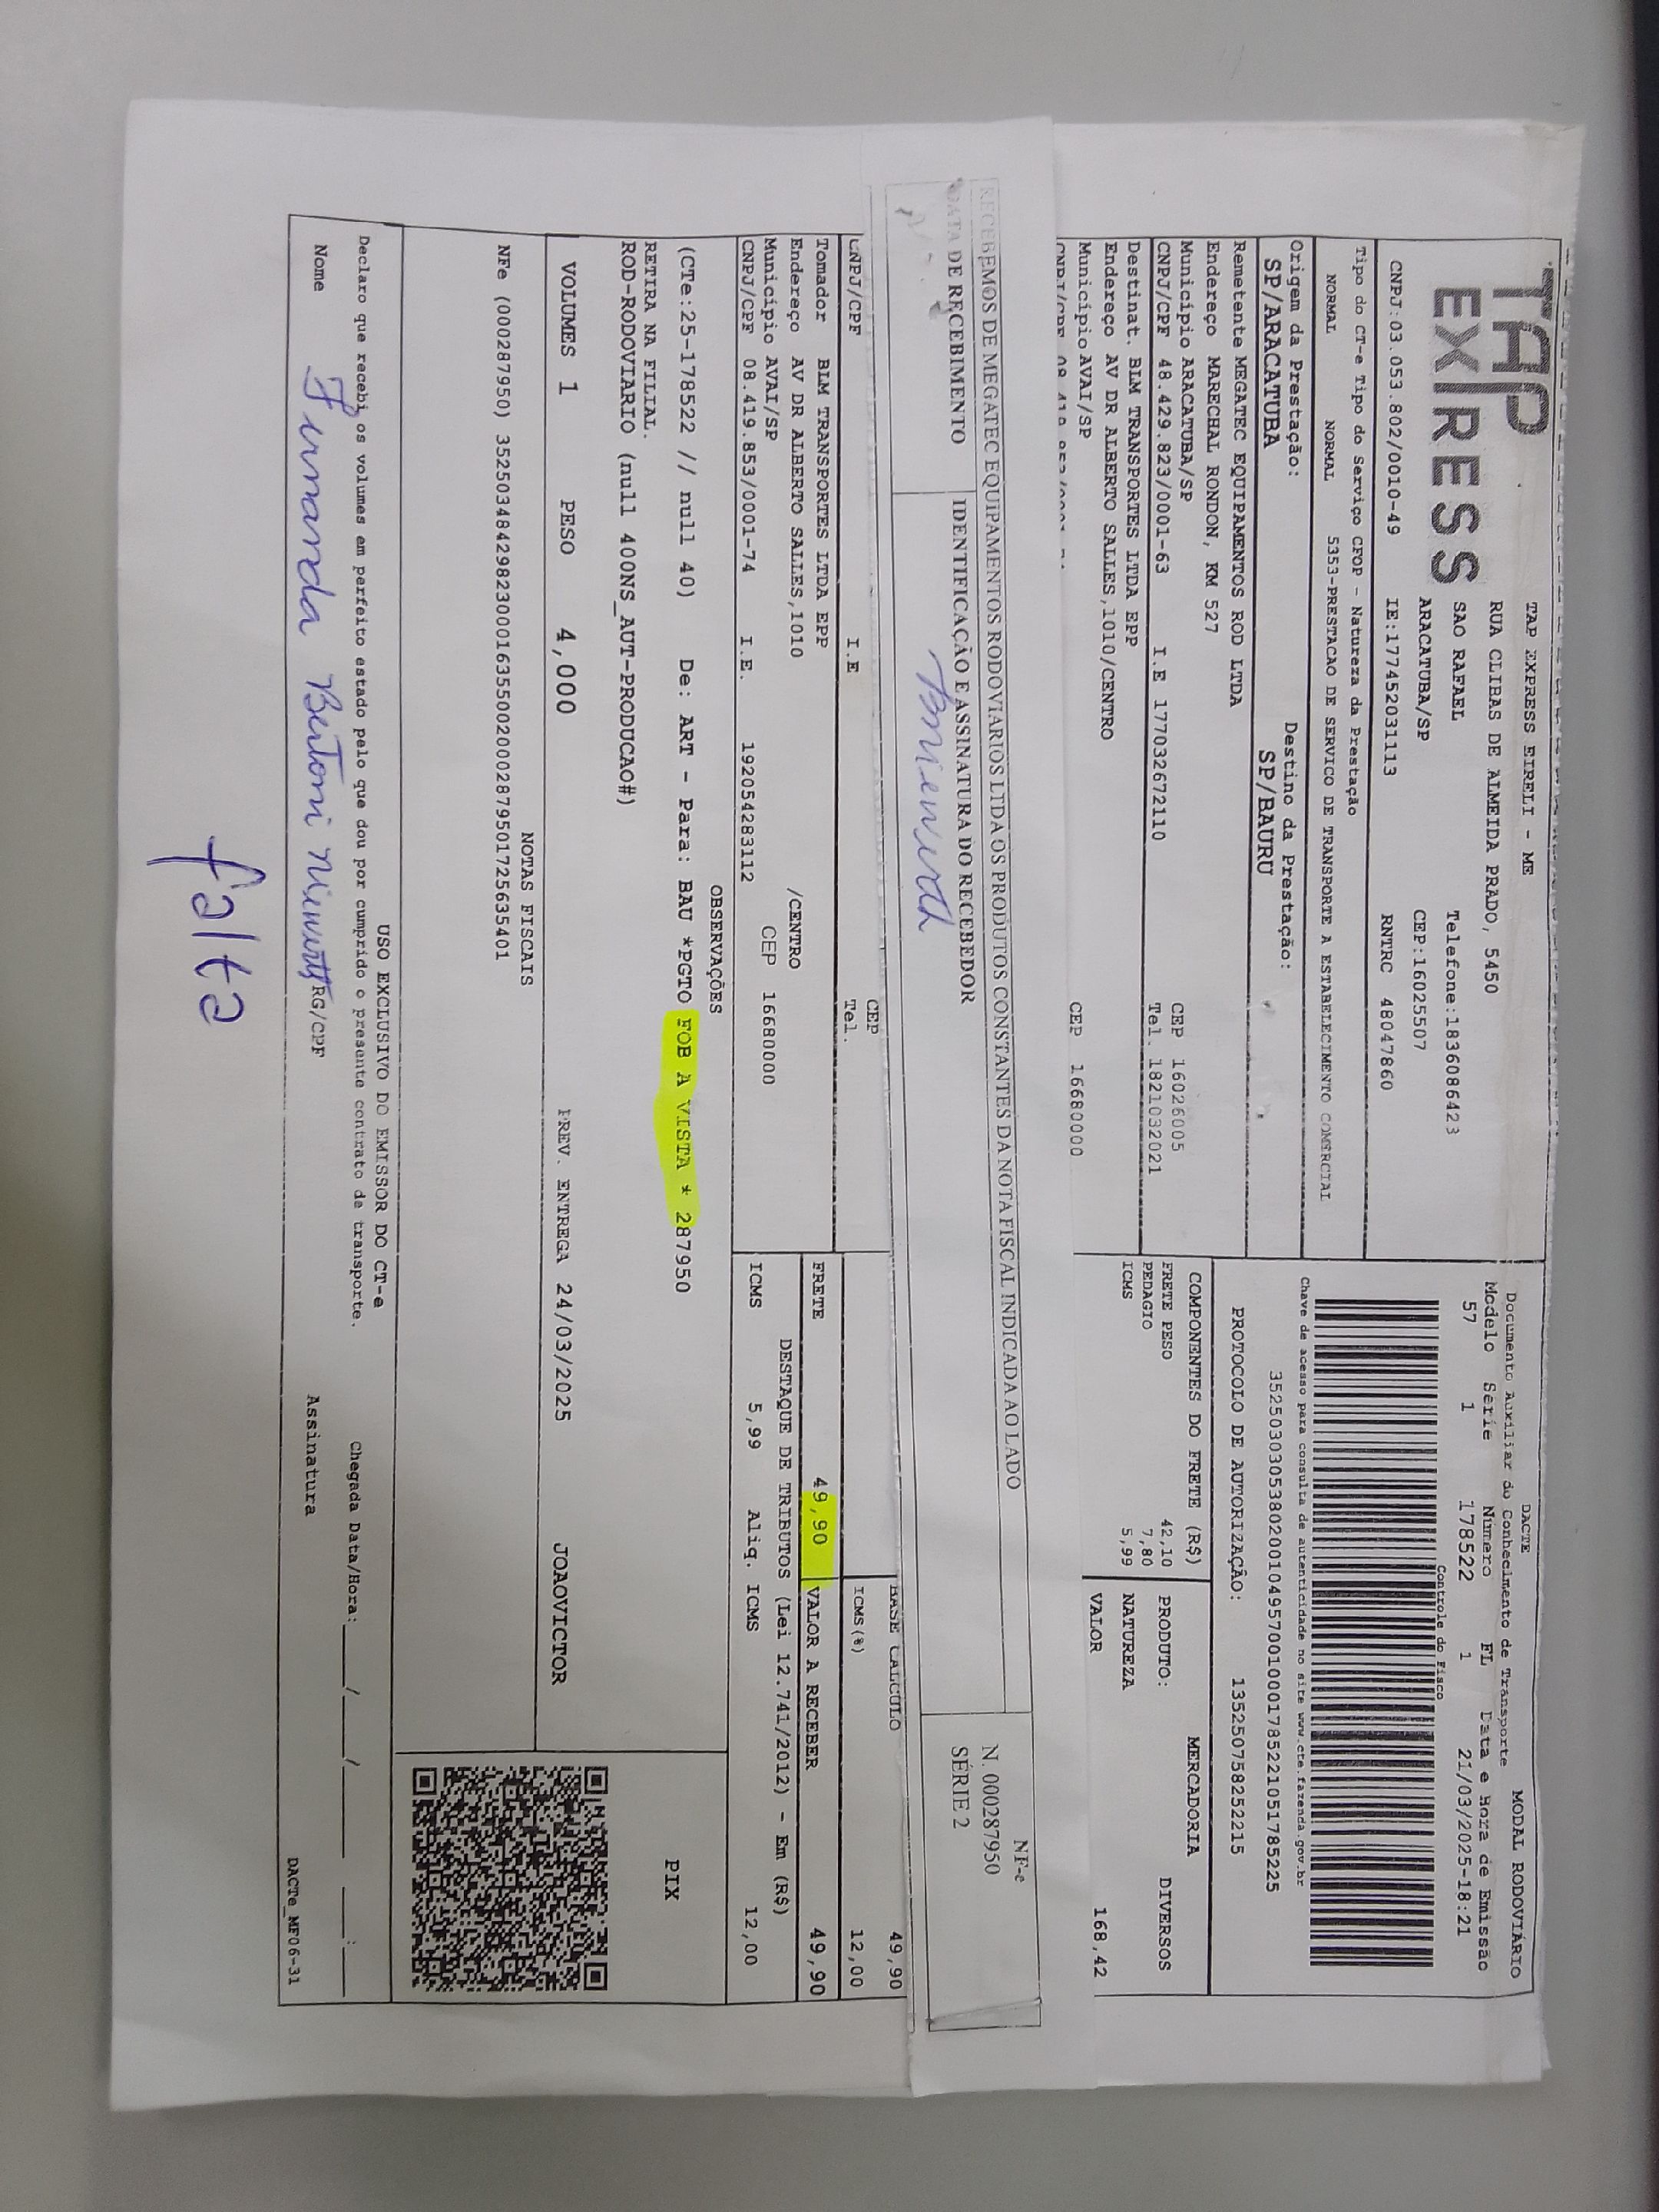 TAP
EX/RESS
TAP EXPRESS EIRELI - ME
RUA CLIBAS DE ALMEIDA PRADO, 5450
SAO RAFAEL Telefone:1836086423
ARACATUBA/SP CEP:16025507
CNPJ:03.053.802/0010-49 IE:177452031113 RNTRC 48047860
Tipo do CT-e Tipo do Serviço CFOP - Natureza da Prestação
NORMAL NORMAL 5353-PRESTACAO DE SERVICO DE TRANSPORTE A ESTABELECIMENTO COMERCIAL
Origem da Prestação: Destino da Prestação:
SP/ARACATUBA SP/BAURU
Remetente MEGATEC EQUIPAMENTOS ROD LTDA
Endereço MARECHAL RONDON, KM 527
Município ARACATUBA/SP CEP 16026005
CNPJ/CPF 48.429.823/0001-63 I.E 177032672110 Tel. 1821032021
Destinat. BLM TRANSPORTES LTDA EPP
Endereço AV DR ALBERTO SALLES,1010/CENTRO
Município AVAI/SP CEP 16680000
DACTE MODAL RODOVIÁRIO
Documento Auxiliar do Conhecimento de Transporte
Modelo Série Número FL Data e Hora de Emissão
57 1 178522 1 21/03/2025-18:21
Controle do Fisco
Chave de acesso para consulta de autenticidade no site www.cte.fazenda.gov.br
35250303053802001049570010001785221051785225
PROTOCOLO DE AUTORIZAÇÃO: 135250758252215
COMPONENTES DO FRETE (R$) MERCADORIA
FRETE PESO 42,10 PRODUTO: DIVERSOS
PEDAGIO 7,80 NATUREZA
ICMS 5,99
VALOR 168,42
RECEBEMOS DE MEGATEC EQUIPAMENTOS RODOVIARIOS LTDA OS PRODUTOS CONSTANTES DA NOTA FISCAL INDICADA AO LADO
DATA DE RECEBIMENTO IDENTIFICAÇÃO E ASSINATURA DO RECEBEDOR
NF-e
N. 000287950
SÉRIE 2
CEP
CNPJ/CPF I.E Tel.
BASE CALCULO 49,90
ICMS(%) 12,00
Tomador BLM TRANSPORTES LTDA EPP
Endereço AV DR ALBERTO SALLES,1010 /CENTRO
Município AVAI/SP CEP 16680000
CNPJ/CPF 08.419.853/0001-74 I.E. 192054283112
FRETE 49,90 VALOR A RECEBER 49,90
DESTAQUE DE TRIBUTOS (Lei 12.741/2012) - Em (R$)
ICMS 5,99 Aliq. ICMS 12,00
OBSERVAÇÕES
(CTe:25-178522 // null 40) De: ART - Para: BAU *PGTO FOB A VISTA * 287950
RETIRA NA FILIAL.
ROD-RODOVIARIO (null 400NS_AUT-PRODUCAO#)
PIX
VOLUMES 1 PESO 4,000 PREV. ENTREGA 24/03/2025 JOAOVICTOR
NOTAS FISCAIS
NFe (000287950) 35250348429823000163550020002879501725635401
USO EXCLUSIVO DO EMISSOR DO CT-e
Declaro que recebi os volumes em perfeito estado pelo que dou por cumprido o presente contrato de transporte. Chegada Data/Hora:___/___/_____ ___:___
Nome Fernanda Bertoni RG/CPF Assinatura
DACTe_MF06-31
falta